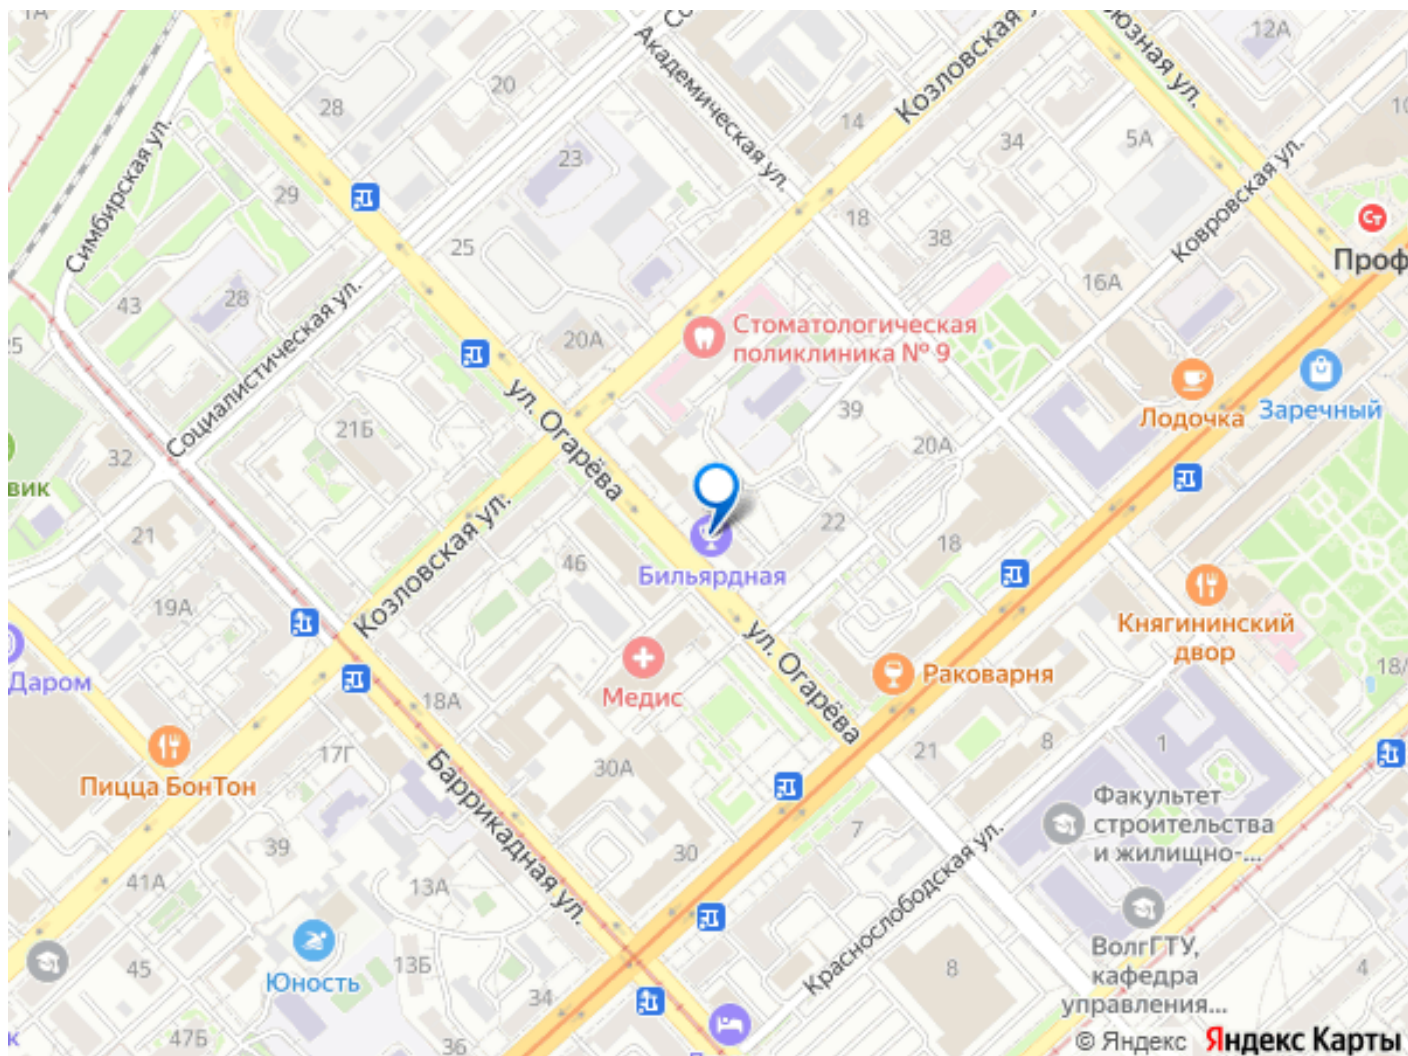 1А
Академическая ул.
Козловская ул.
12А
20
28
14
34
5А
10
Симбирская ул.
23
29
18
38
Ковровская ул.
25
Проф
16А
43
28
Социалистическая ул.
20А
Стоматологическая
поликлиника № 9
25
ул. Огарёва
39
Лодочка
Заречный
21Б
20А
32
вик
Козловская ул.
21
22
18
46
Бильярдная
19А
Княгининский
двор
ул. Огарёва
Даром
Медис
Раковарня
18А
21
8
1
17Г
Баррикадная ул.
30А
Пицца БонТон
Факультет
строительства
и жилищно-...
7
39
30
Краснослободская ул.
41А
13А
ВолгГТУ,
кафедра
управления...
45
13Б
Юность
8
4
34
47Б
36
© Яндекс Яндекс Карты